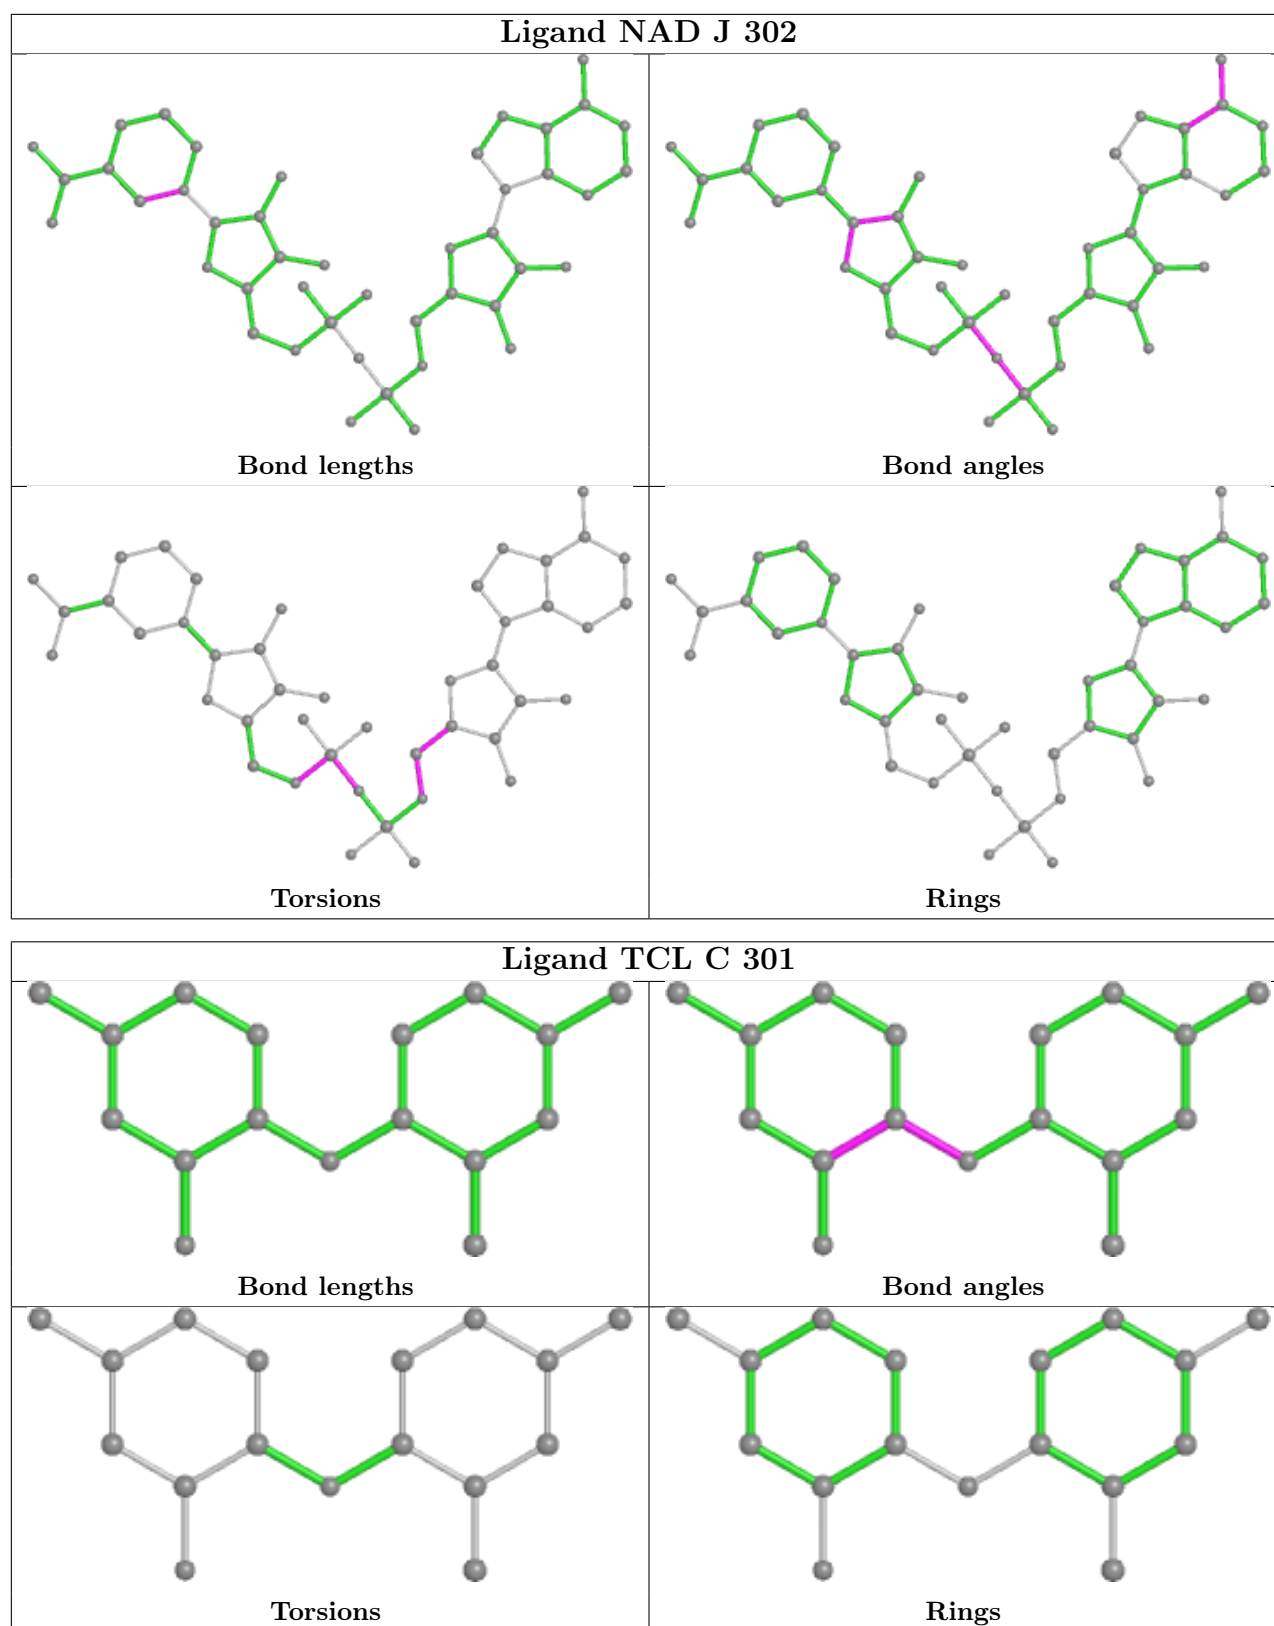 Ligand NAD J 302
Bond lengths
Bond angles
Torsions
Rings
Ligand TCL C 301
Bond lengths
Bond angles
Torsions
Rings